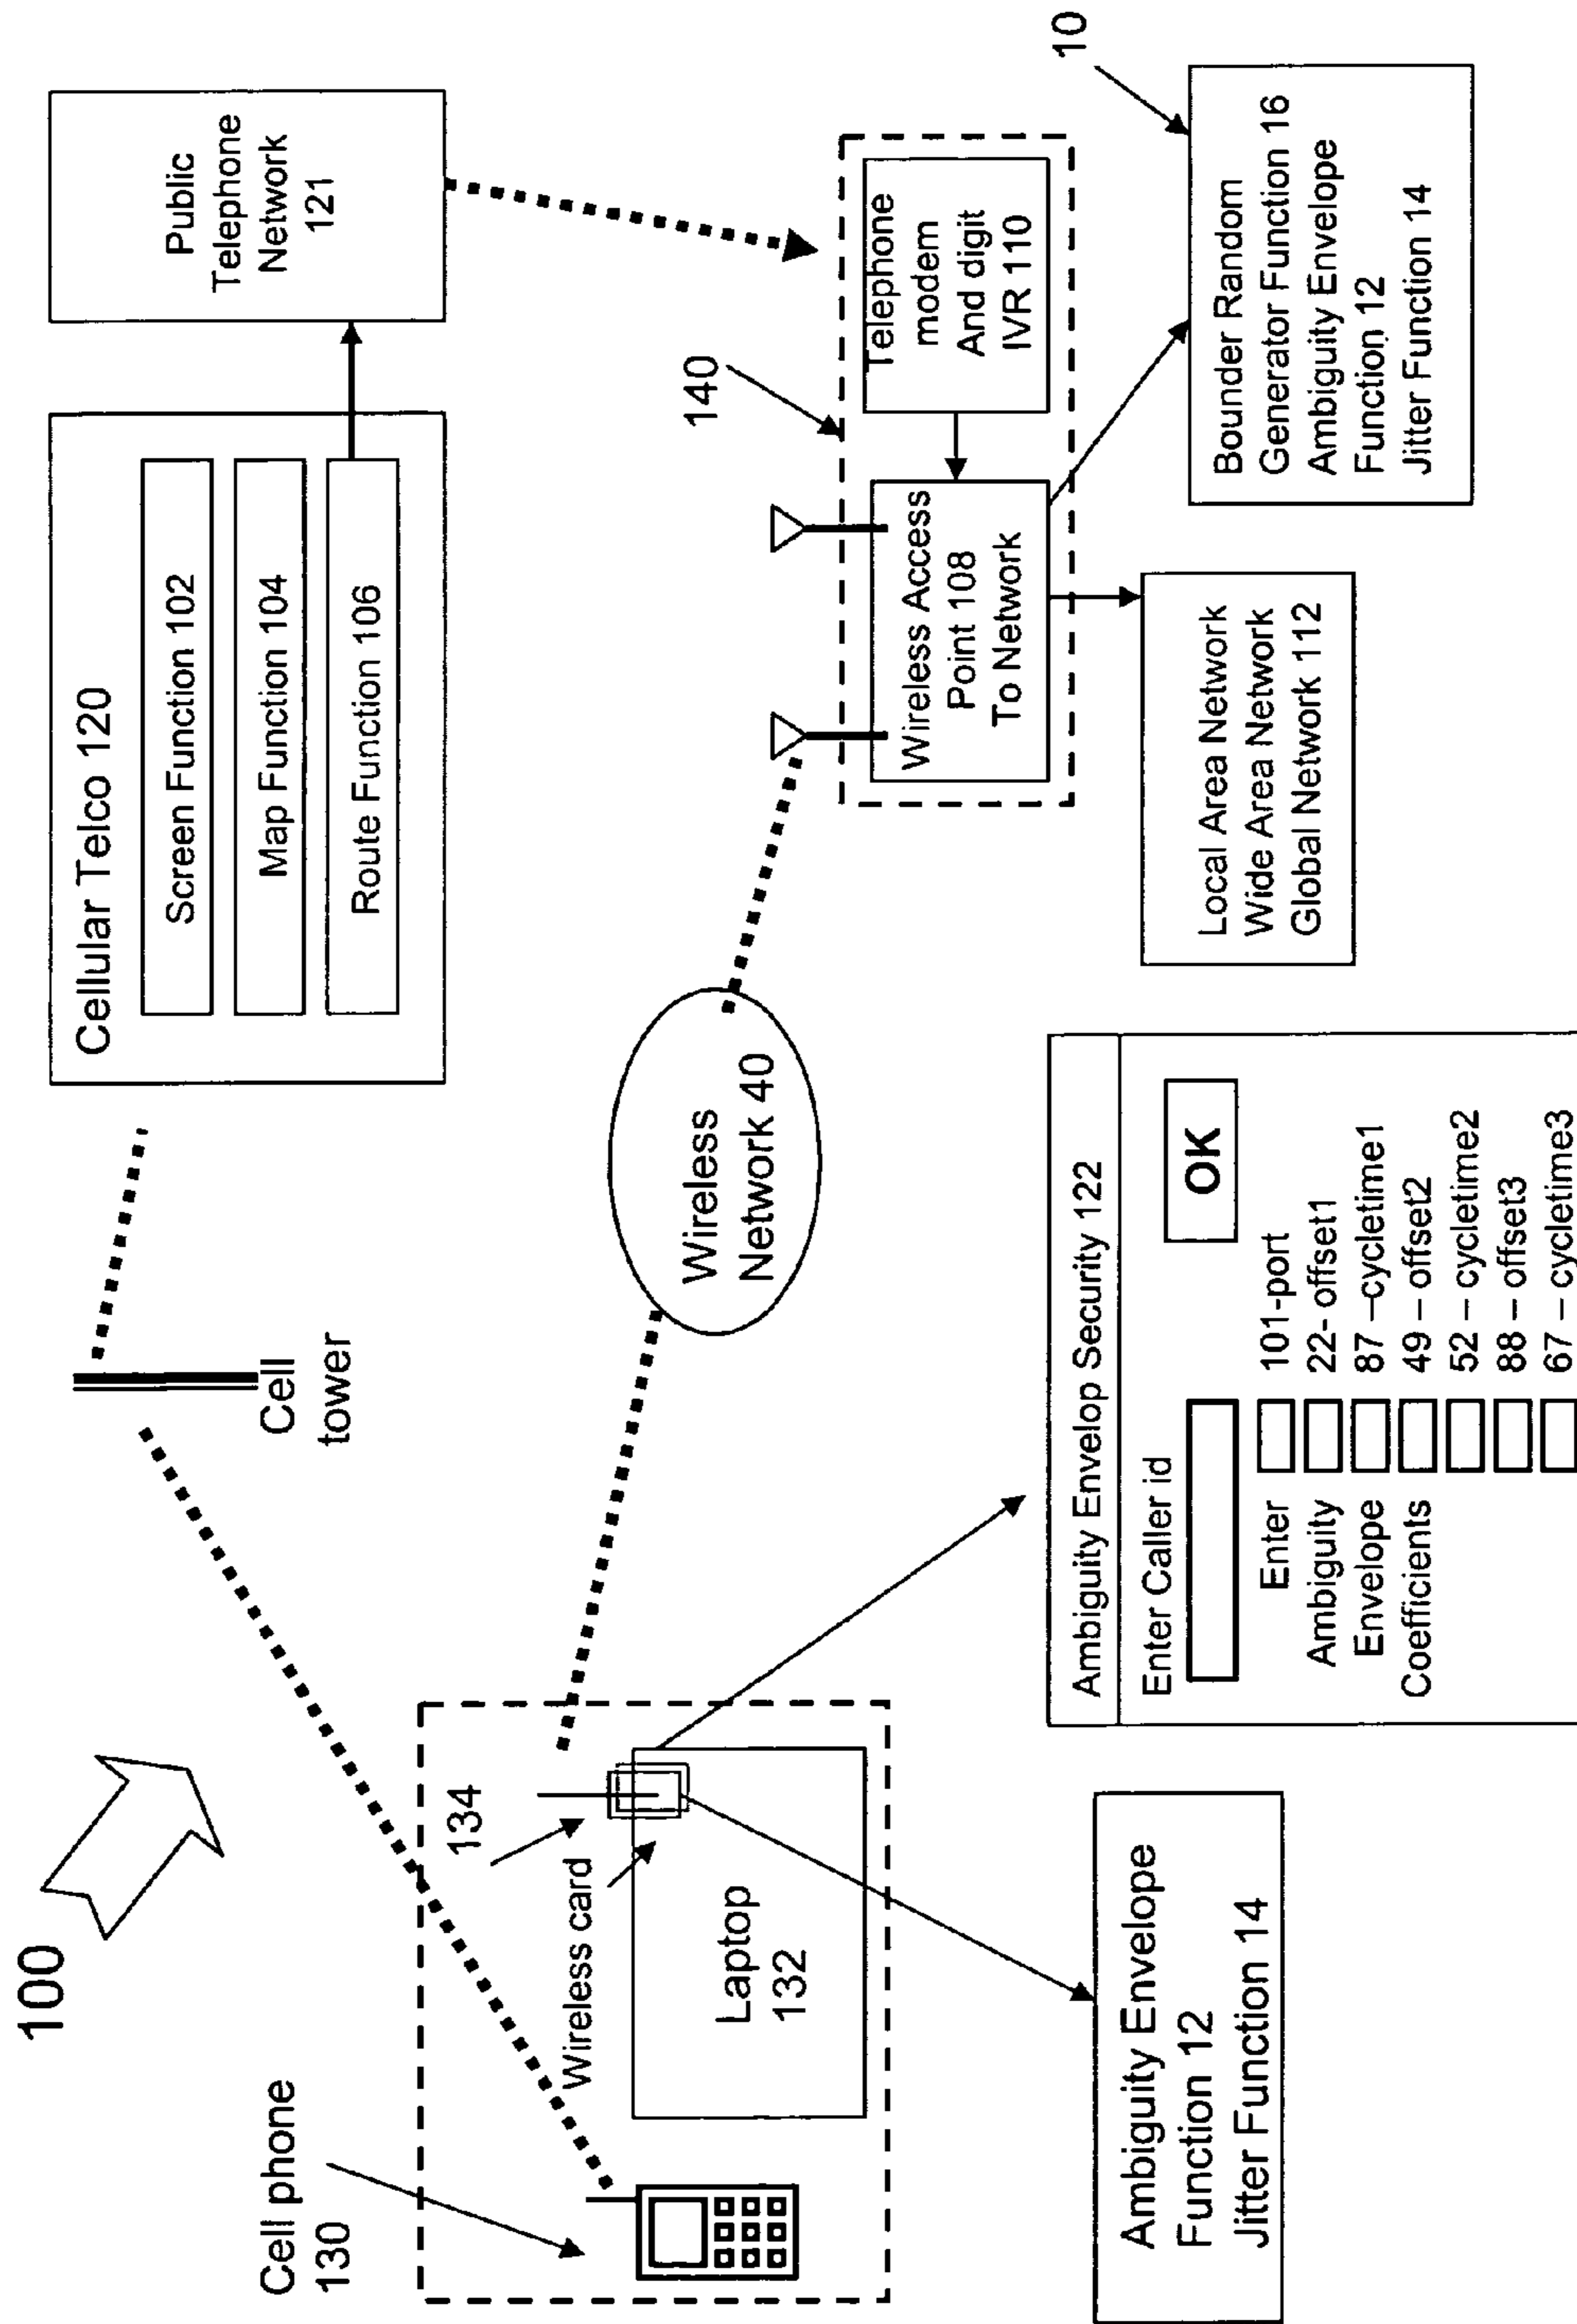 100
Cell phone
130
134
Wireless card
Laptop
132
Cell
tower
Cellular Telco 120
Screen Function 102
Map Function 104
Route Function 106
Public
Telephone
Network
121
Wireless
Network 40
140
Wireless Access
Point 108
To Network
Telephone
modem
And digit
IVR 110
10
Bounder Random
Generator Function 16
Ambiguity Envelope
Function 12
Jitter Function 14
Local Area Network
Wide Area Network
Global Network 112
Ambiguity Envelop Security 122
Enter Caller id
OK
Enter 101-port
Ambiguity 22- offset1
Envelope 87 –cycletime1
Coefficients 49 – offset2
52 – cycletime2
88 – offset3
67 – cycletime3
Ambiguity Envelope
Function 12
Jitter Function 14